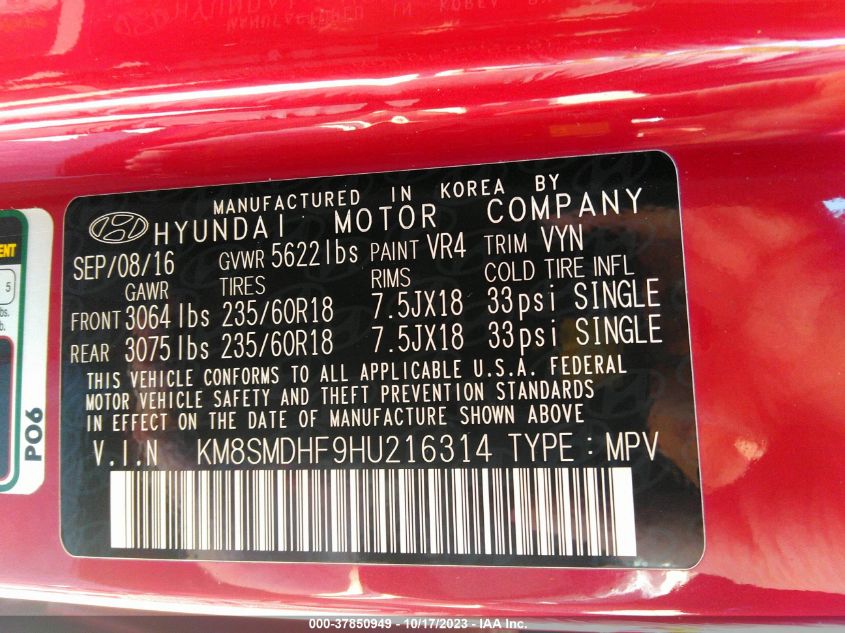 MANUFACTURED IN KOREA BY
HYUNDAI MOTOR COMPANY
SEP/08/16 GVWR 5622lbs PAINT VR4 TRIM VYN
GAWR TIRES RIMS COLD TIRE INFL
FRONT 3064lbs 235/60R18 7.5JX18 33psi SINGLE
REAR 3075lbs 235/60R18 7.5JX18 33psi SINGLE
THIS VEHICLE CONFORMS TO ALL APPLICABLE U.S.A. FEDERAL
MOTOR VEHICLE SAFETY AND THEFT PREVENTION STANDARDS
IN EFFECT ON THE DATE OF MANUFACTURE SHOWN ABOVE
V.I.N KM8SMDHF9HU216314 TYPE : MPV
5
P06
000-37850949 - 10/17/2023 - IAA Inc.